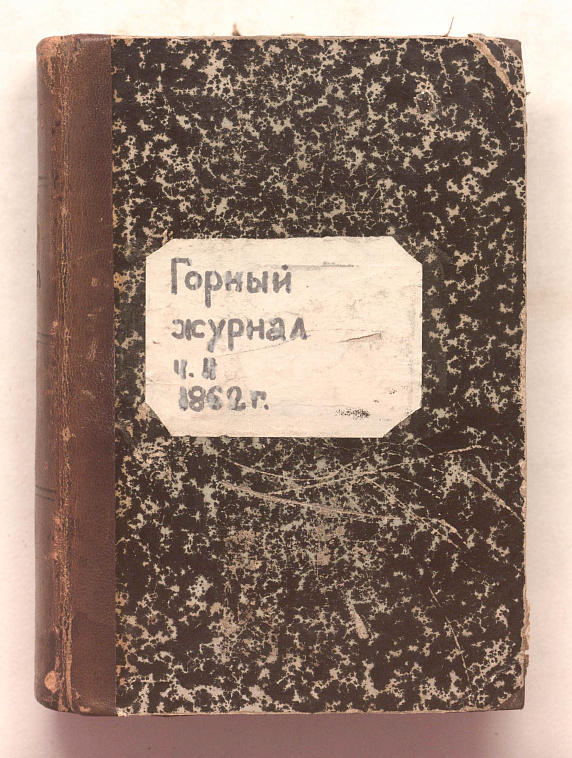 Горный
журнал
ч. II
1862 г.